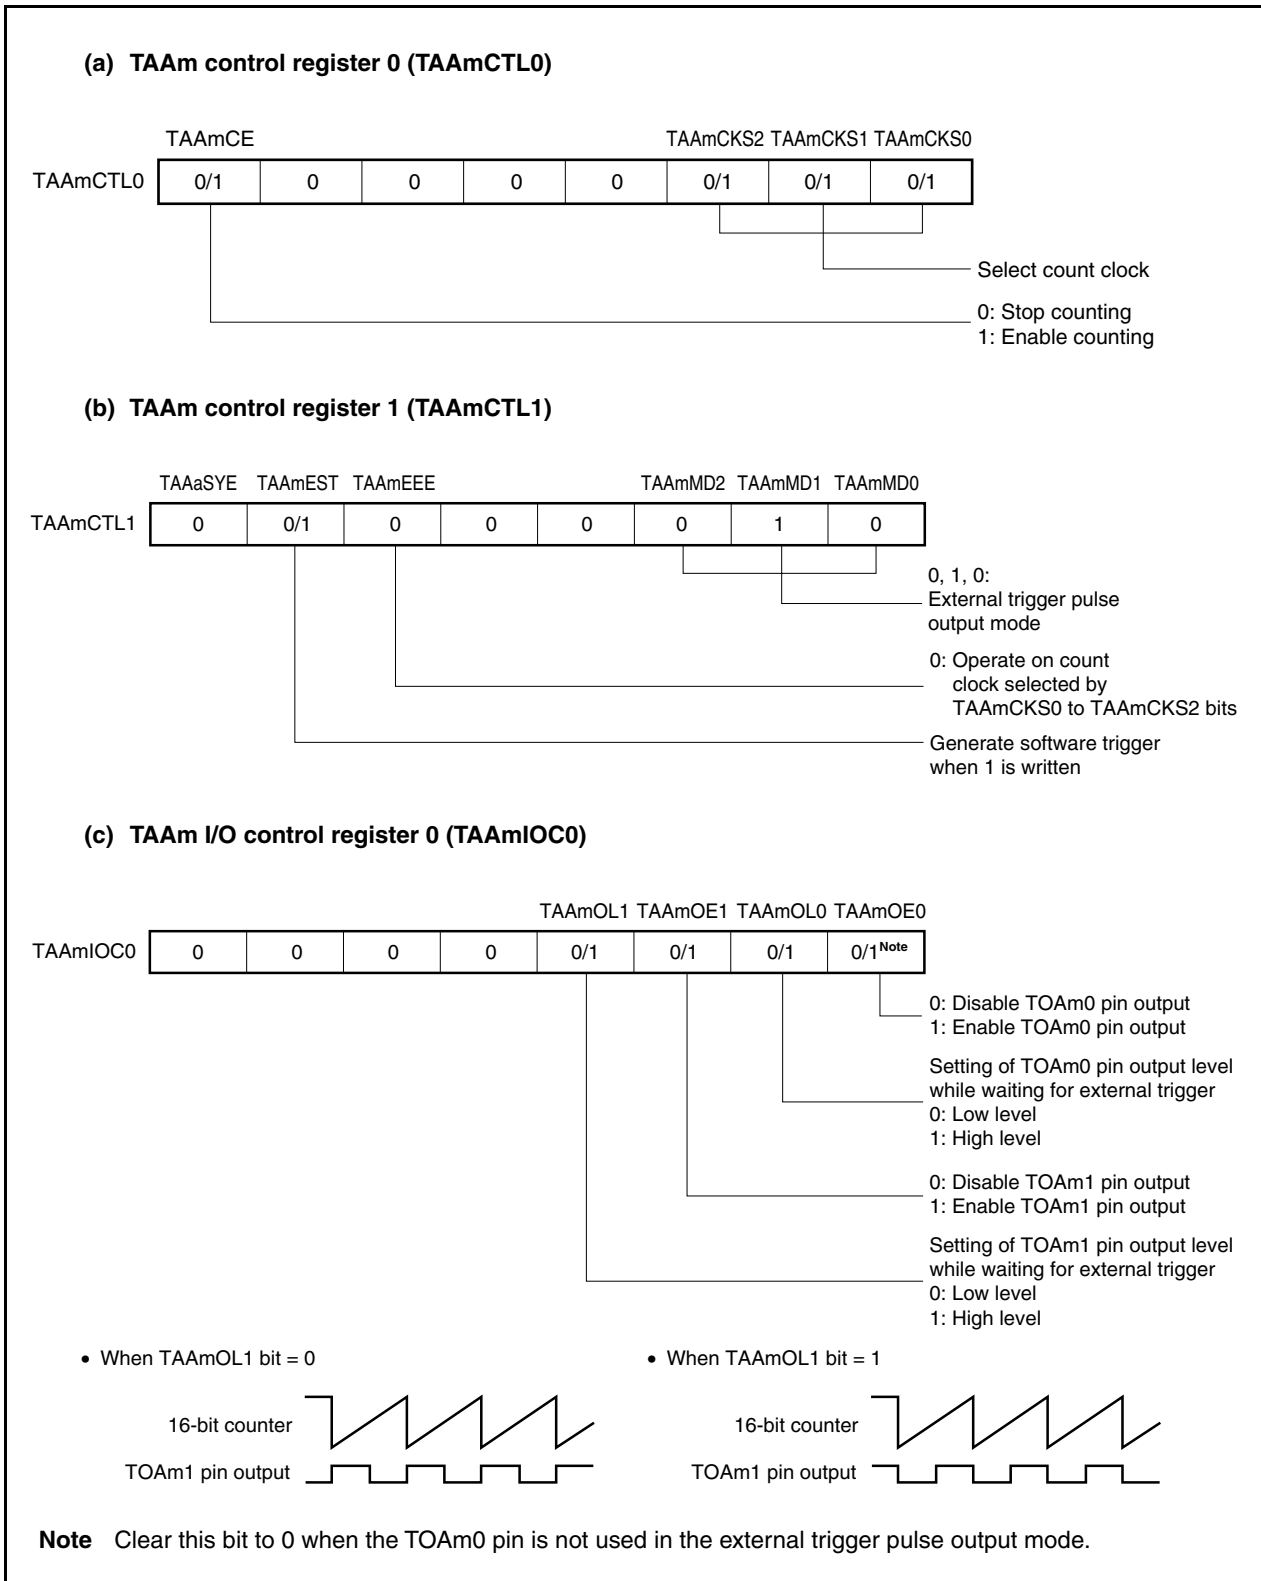 (a) TAAm control register 0 (TAAmCTL0)
TAAmCE TAAmCKS2 TAAmCKS1 TAAmCKS0
TAAmCTL0 0/1 0 0 0 0 0/1 0/1 0/1
Select count clock
0: Stop counting
1: Enable counting
(b) TAAm control register 1 (TAAmCTL1)
TAAaSYE TAAmEST TAAmEEE TAAmMD2 TAAmMD1 TAAmMD0
TAAmCTL1 0 0/1 0 0 0 0 1 0
0, 1, 0:
External trigger pulse
output mode
0: Operate on count
clock selected by
TAAmCKS0 to TAAmCKS2 bits
Generate software trigger
when 1 is written
(c) TAAm I/O control register 0 (TAAmIOC0)
TAAmOL1 TAAmOE1 TAAmOL0 TAAmOE0
TAAmIOC0 0 0 0 0 0/1 0/1 0/1 0/1Note
0: Disable TOAm0 pin output
1: Enable TOAm0 pin output
Setting of TOAm0 pin output level
while waiting for external trigger
0: Low level
1: High level
0: Disable TOAm1 pin output
1: Enable TOAm1 pin output
Setting of TOAm1 pin output level
while waiting for external trigger
0: Low level
1: High level
• When TAAmOL1 bit = 0
16-bit counter
TOAm1 pin output
• When TAAmOL1 bit = 1
16-bit counter
TOAm1 pin output
Note Clear this bit to 0 when the TOAm0 pin is not used in the external trigger pulse output mode.